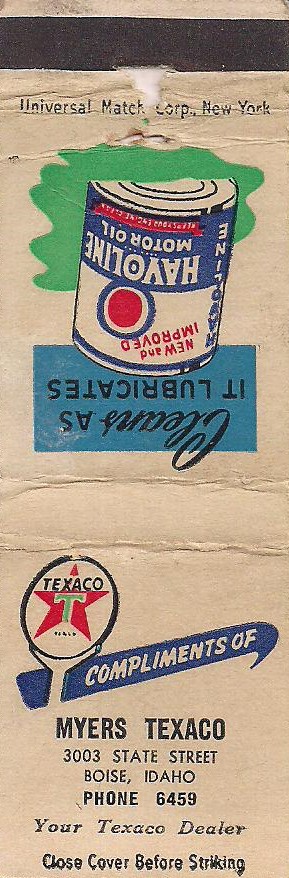 Universal Match Corp., New York
Cleans AS
IT LUBRICATES
NEW and
IMPROVED
HAVOLINE
MOTOR OIL
HAVOLINE
TEXACO
T
COMPLIMENTS OF
MYERS TEXACO
3003 STATE STREET
BOISE, IDAHO
PHONE 6459
Your Texaco Dealer
Close Cover Before Striking